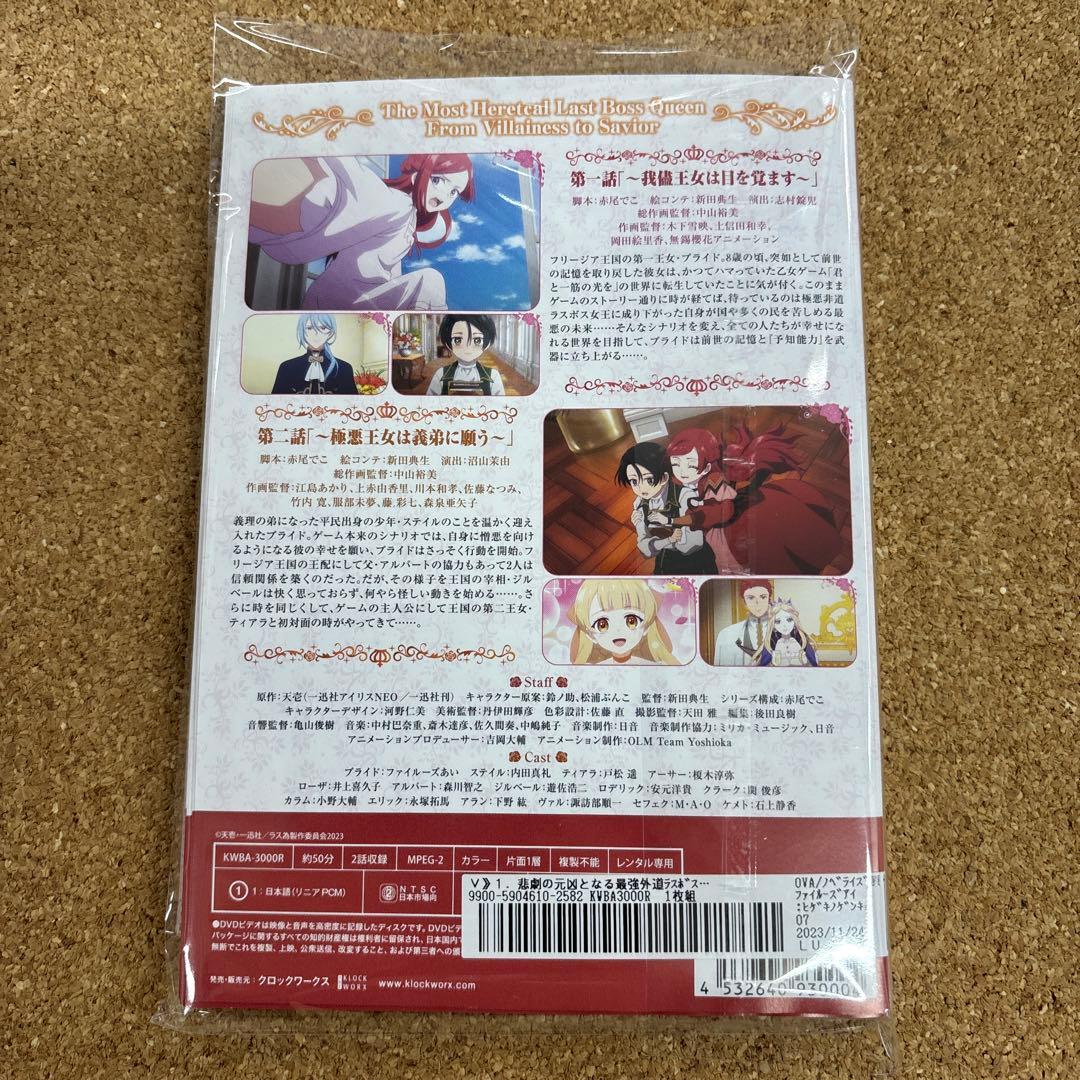 The Most Heretcal Last Boss Queen
From Villainess to Savior
第一話「～我儘王女は目を覚ます～」
脚本：赤尾でこ 絵コンテ：新田典生 演出：志村錠児
総作画監督：中山裕美
作画監督：木下雪映、上信田和幸、
岡田絵里香、無錫櫻花アニメーション
フリージア王国の第一王女・プライド。8歳の頃、突如として前世
の記憶を取り戻した彼女は、かつてハマっていた乙女ゲーム「君
と一筋の光を」の世界に転生していたことに気が付く。このまま
ゲームのストーリー通りに時が経てば、待っているのは極悪非道
ラスボス女王に成り下がった自身が国や多くの民を苦しめる最
悪の未来……そんなシナリオを変え、全ての人たちが幸せにな
れる世界を目指して、プライドは前世の記憶と「予知能力」を武
器に立ち上がる……。
第二話「～極悪王女は義弟に願う～」
脚本：赤尾でこ 絵コンテ：新田典生 演出：沼山茉由
総作画監督：中山裕美
作画監督：江島あかり、上赤由香里、川本和孝、佐藤なつみ、
竹内 寛、服部未夢、藤 彩七、森泉亜矢子
義理の弟になった平民出身の少年・ステイルのことを温かく迎え
入れたプライド。ゲーム本来のシナリオでは、自身に憎悪を向け
るようになる彼の幸せを願い、プライドはさっそく行動を開始。フ
リージア王国の王配にして父・アルバートの協力もあって2人は
信頼関係を築くのだった。だが、その様子を王国の宰相・ジル
ベールは快く思っておらず、何やら怪しい動きを始める……。さ
らに時を同じくして、ゲームの主人公にして王国の第二王女・
ティアラと初対面の時がやってきて……。
Staff
原作：天壱（一迅社アイリスNEO／一迅社刊） キャラクター原案：鈴ノ助、松浦ぶんこ 監督：新田典生 シリーズ構成：赤尾でこ
キャラクターデザイン：河野仁美 美術監督：丹伊田輝彦 色彩設計：佐藤 直 撮影監督：天田 雅 編集：後田良樹
音響監督：亀山俊樹 音楽：中村巴奈重、斎木達彦、佐久間奏、中嶋純子 音楽制作：日音 音楽制作協力：ミリカ・ミュージック、日音
アニメーションプロデューサー：吉岡大輔 アニメーション制作：OLM Team Yoshioka
Cast
プライド：ファイルーズあい ステイル：内田真礼 ティアラ：戸松 遥 アーサー：榎木淳弥
ローザ：井上喜久子 アルバート：森川智之 ジルベール：遊佐浩二 ロデリック：安元洋貴 クラーク：関 俊彦
カラム：小野大輔 エリック：永塚拓馬 アラン：下野 紘 ヴァル：諏訪部順一 セフェク：M・A・O ケメト：石上静香
©天壱・一迅社／ラス為製作委員会2023
KWBA-3000R 約50分 2話収録 MPEG-2 カラー 片面1層 複製不能 レンタル専用
① 1：日本語（リニアPCM） 2 NTSC 日本市場向
V》1．悲劇の元凶となる最強外道ﾗｽﾎﾞｽ…
9900-5904610-2582 KWBA3000R 1枚組
OVA/ﾉﾍﾞﾗｲｽﾞ
ﾌｧｲﾙｰｽﾞｱｲ
:ﾋｹﾞｷﾉｹﾞﾝｷｮ
07
2023/11/24
LU
●DVDビデオは映像と音声を高密度に記録したディスクです。DVDビデ
パッケージに関するすべての知的財産権は権利者に留保され、日本国内
無断でこれを複製、上映、公衆送信、改変すること、および第三者への頒
発売・販売元：クロックワークス KLOCK WORX www.klockworx.com
4 532640 93000